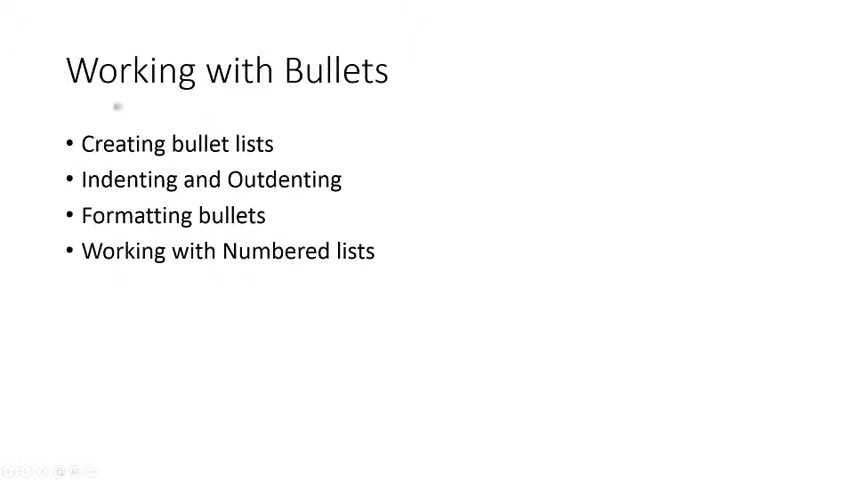 Working with Bullets
• Creating bullet lists
• Indenting and Outdenting
• Formatting bullets
• Working with Numbered lists